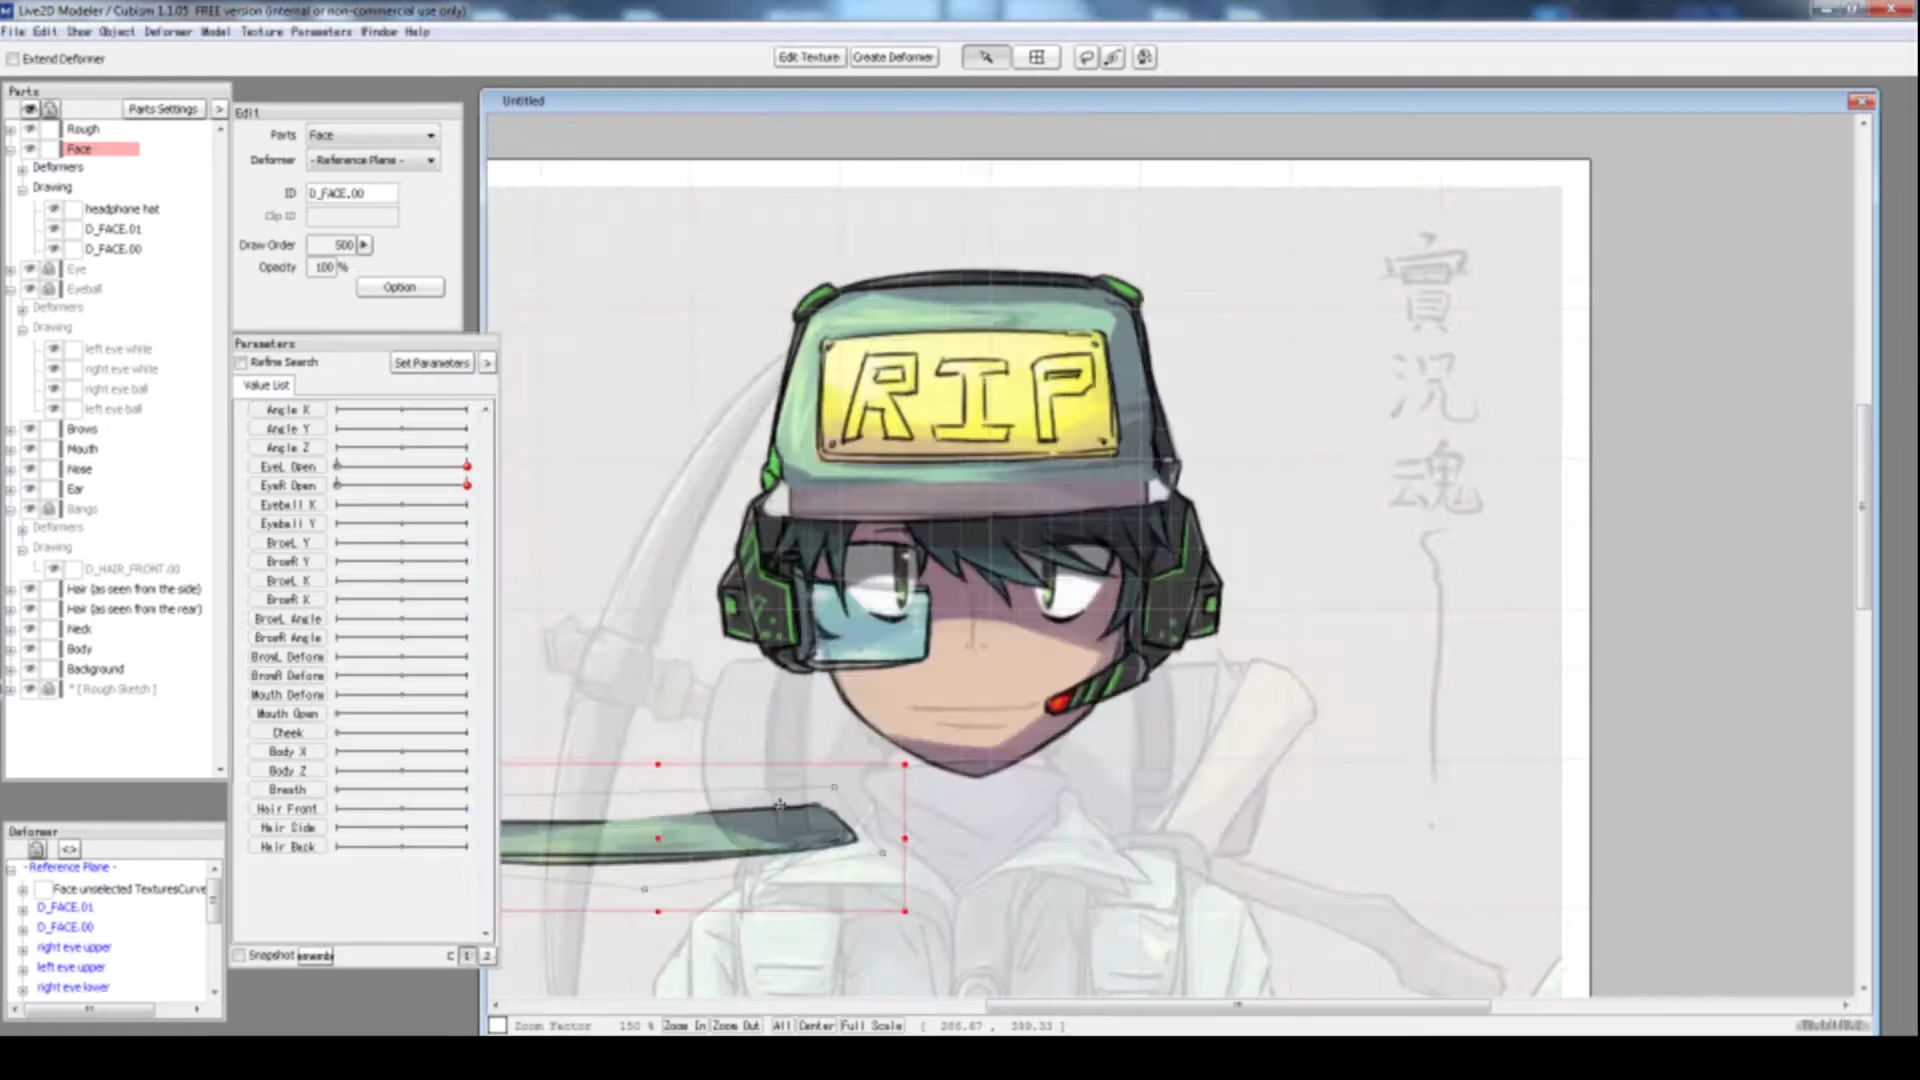 Live2D Modeler / Cubism 1.1.05 FREE version (internal or non-commercial use only)
File Edit Show Object Deformer Model Texture Parameters Window Help
Extend Deformer
Edit Texture Create Deformer
Parts
Parts Settings >
Rough
Face
Deformers
Drawing
headphone hat
D_FACE.01
D_FACE.00
Eye
Eyeball
Deformers
Drawing
left eye white
right eye white
right eye ball
left eye ball
Brows
Mouth
Nose
Ear
Bangs
Deformers
Drawing
D_HAIR_FRONT.00
Hair (as seen from the side)
Hair (as seen from the rear)
Neck
Body
Background
* [ Rough Sketch ]
Edit
Parts Face
Deformer - Reference Plane -
ID D_FACE.00
Clip ID
Draw Order 500
Opacity 100 %
Option
Parameters
Refine Search Set Parameters >
Value List
Angle X
Angle Y
Angle Z
EyeL Open
EyeR Open
Eyeball X
Eyeball Y
BrowL Y
BrowR Y
BrowL X
BrowR X
BrowL Angle
BrowR Angle
BrowL Deform
BrowR Deform
Mouth Deform
Mouth Open
Cheek
Body X
Body Z
Breath
Hair Front
Hair Side
Hair Back
Snapshot C 1 2
Deformer
<>
- Reference Plane -
Face unselected TexturesCurve
D_FACE.01
D_FACE.00
right eye upper
left eye upper
right eye lower
Untitled
RIP
實
況
魂
Zoom Factor 150 % Zoom In Zoom Out All Center Full Scale